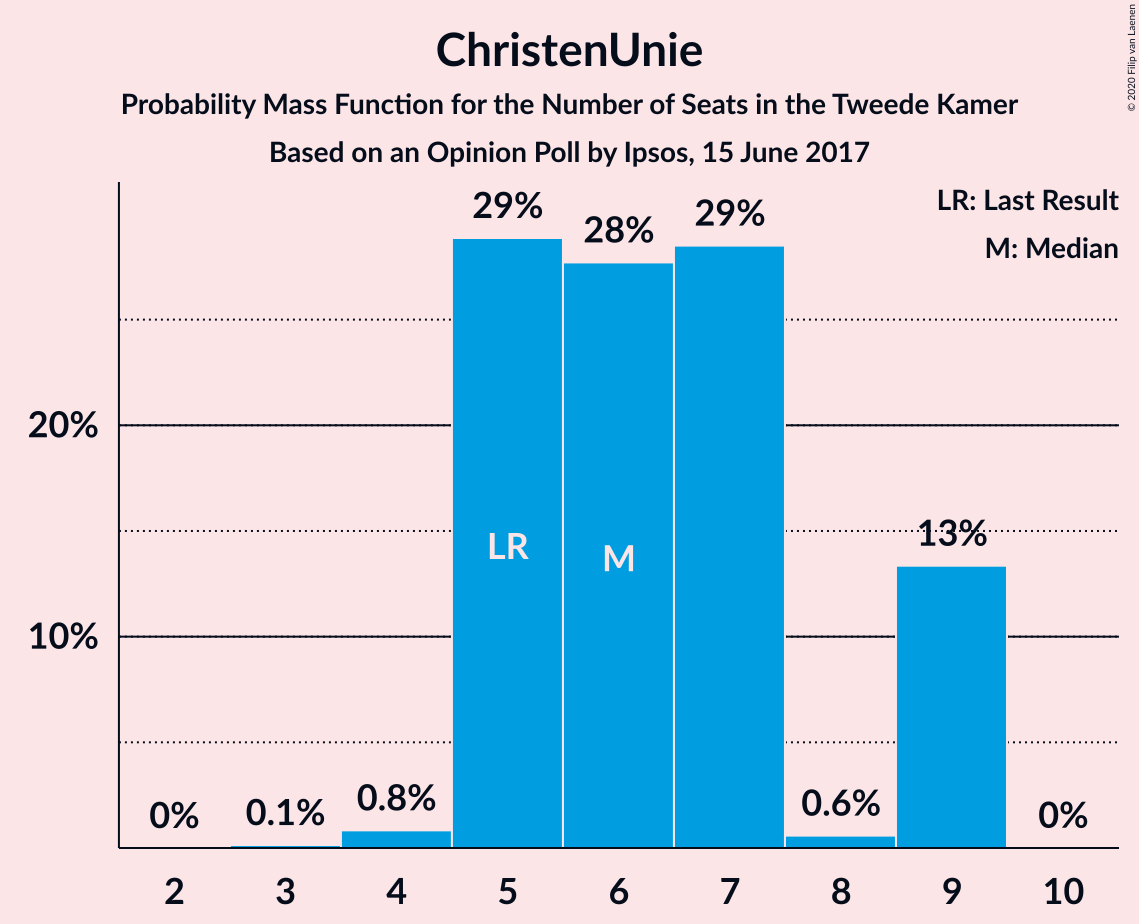 ChristenUnie
Probability Mass Function for the Number of Seats in the Tweede Kamer
Based on an Opinion Poll by Ipsos, 15 June 2017
© 2020 Filip van Laenen
LR: Last Result
M: Median
29%
28%
29%
20%
13%
LR
M
10%
0%
0.1%
0.8%
0.6%
0%
2 3 4 5 6 7 8 9 10